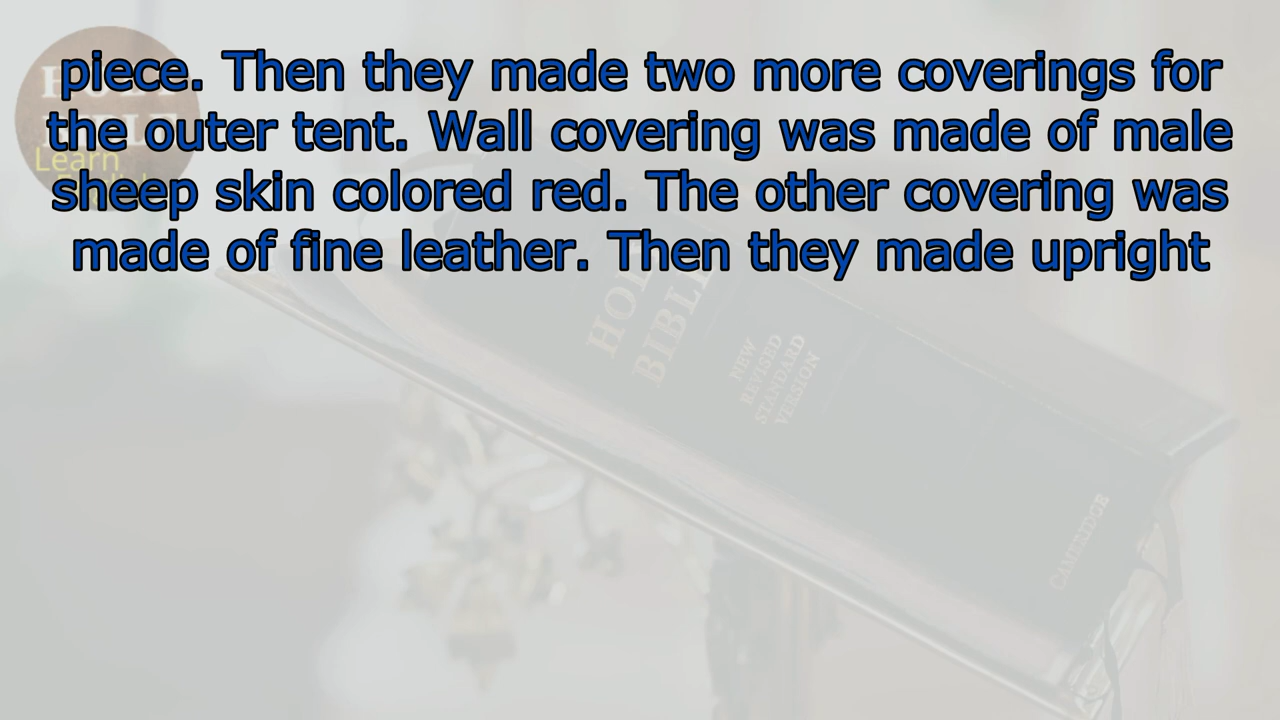 piece. Then they made two more coverings for
the outer tent. Wall covering was made of male
sheep skin colored red. The other covering was
made of fine leather. Then they made upright
HOLY
BIBLE
Learn
HOLY
BIBLE
NEW
REVISED
STANDARD
VERSION
CAMBRIDGE